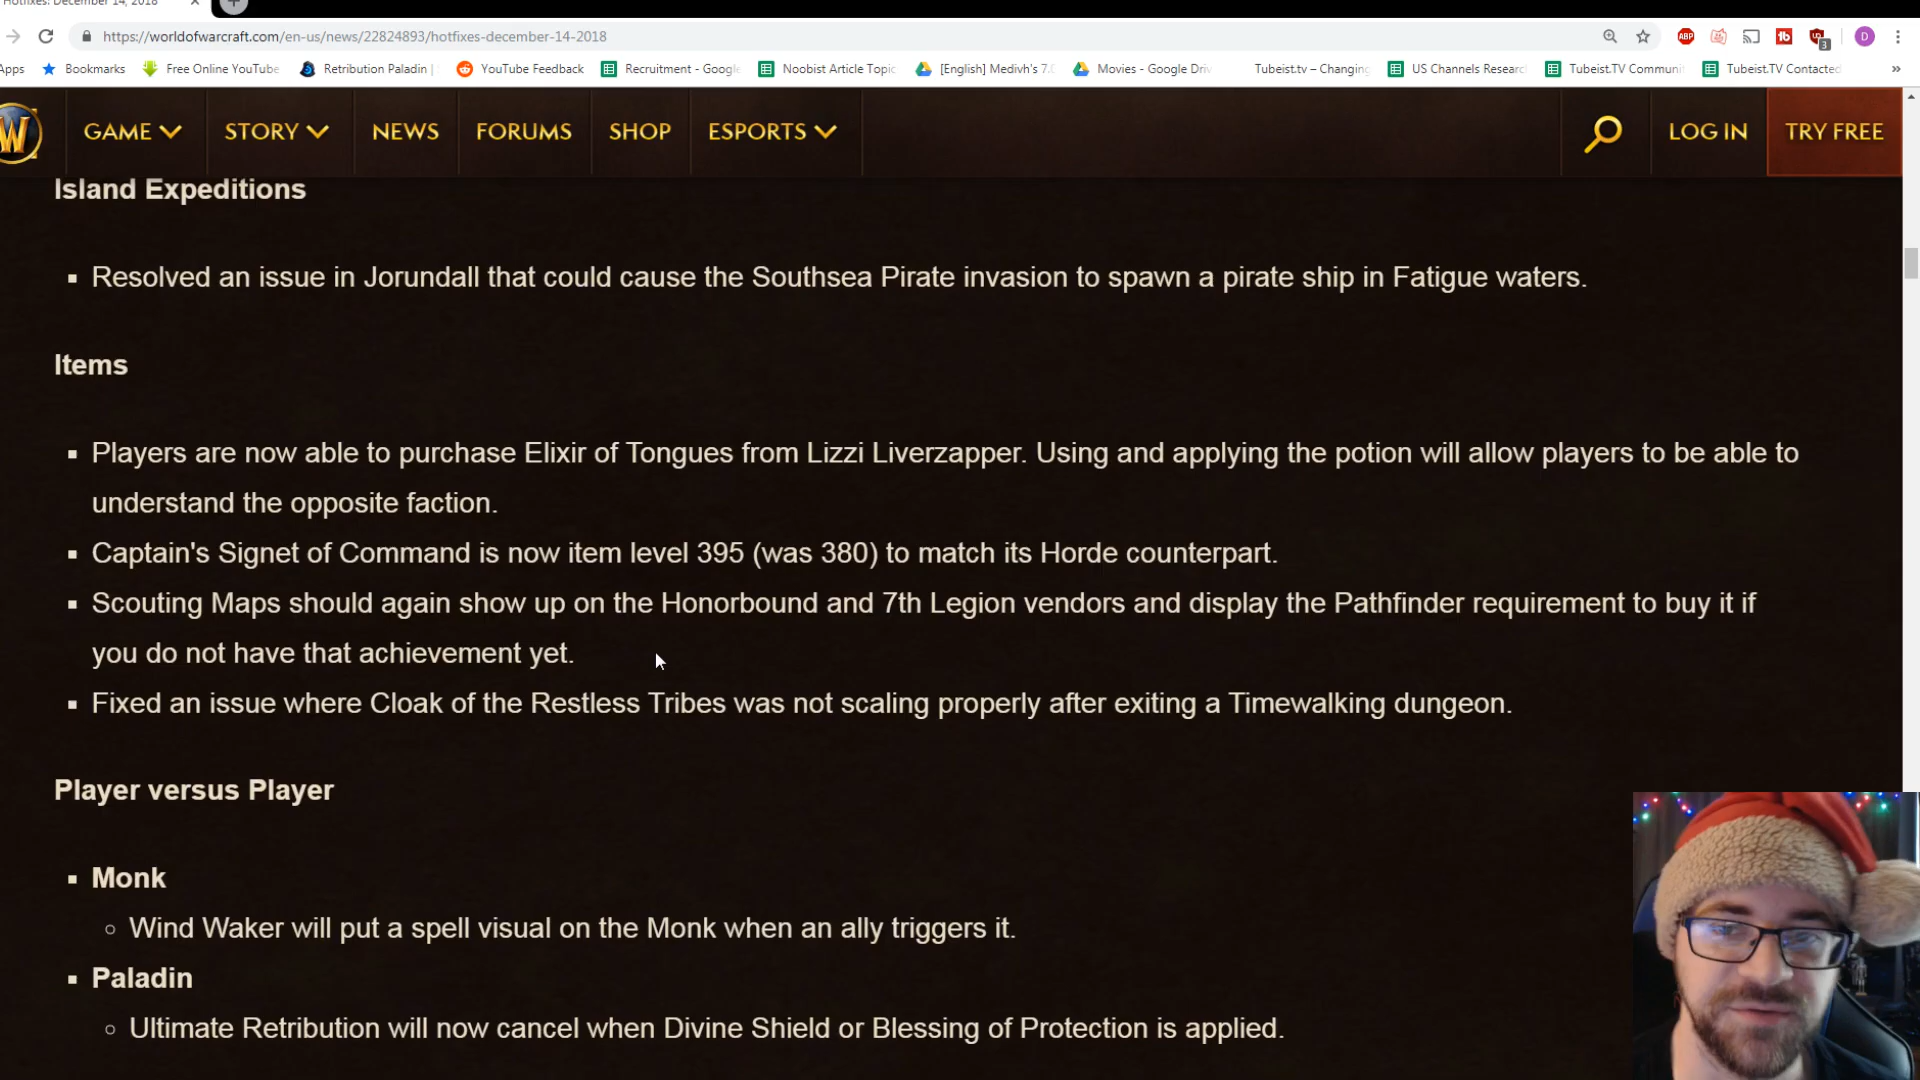 Hotfixes: December 14, 2018
https://worldofwarcraft.com/en-us/news/22824893/hotfixes-december-14-2018
ABP
tb
3
D
Apps
Bookmarks
Free Online YouTube
Retribution Paladin |
YouTube Feedback
Recruitment - Google
Noobist Article Topic
[English] Medivh's 7.
Movies - Google Driv
Tubeist.tv – Changing
US Channels Researc
Tubeist.TV Communi
Tubeist.TV Contacted
»
W
GAME
STORY
NEWS
FORUMS
SHOP
ESPORTS
LOG IN
TRY FREE
Island Expeditions
Resolved an issue in Jorundall that could cause the Southsea Pirate invasion to spawn a pirate ship in Fatigue waters.
Items
Players are now able to purchase Elixir of Tongues from Lizzi Liverzapper. Using and applying the potion will allow players to be able to
understand the opposite faction.
Captain's Signet of Command is now item level 395 (was 380) to match its Horde counterpart.
Scouting Maps should again show up on the Honorbound and 7th Legion vendors and display the Pathfinder requirement to buy it if
you do not have that achievement yet.
Fixed an issue where Cloak of the Restless Tribes was not scaling properly after exiting a Timewalking dungeon.
Player versus Player
Monk
Wind Waker will put a spell visual on the Monk when an ally triggers it.
Paladin
Ultimate Retribution will now cancel when Divine Shield or Blessing of Protection is applied.